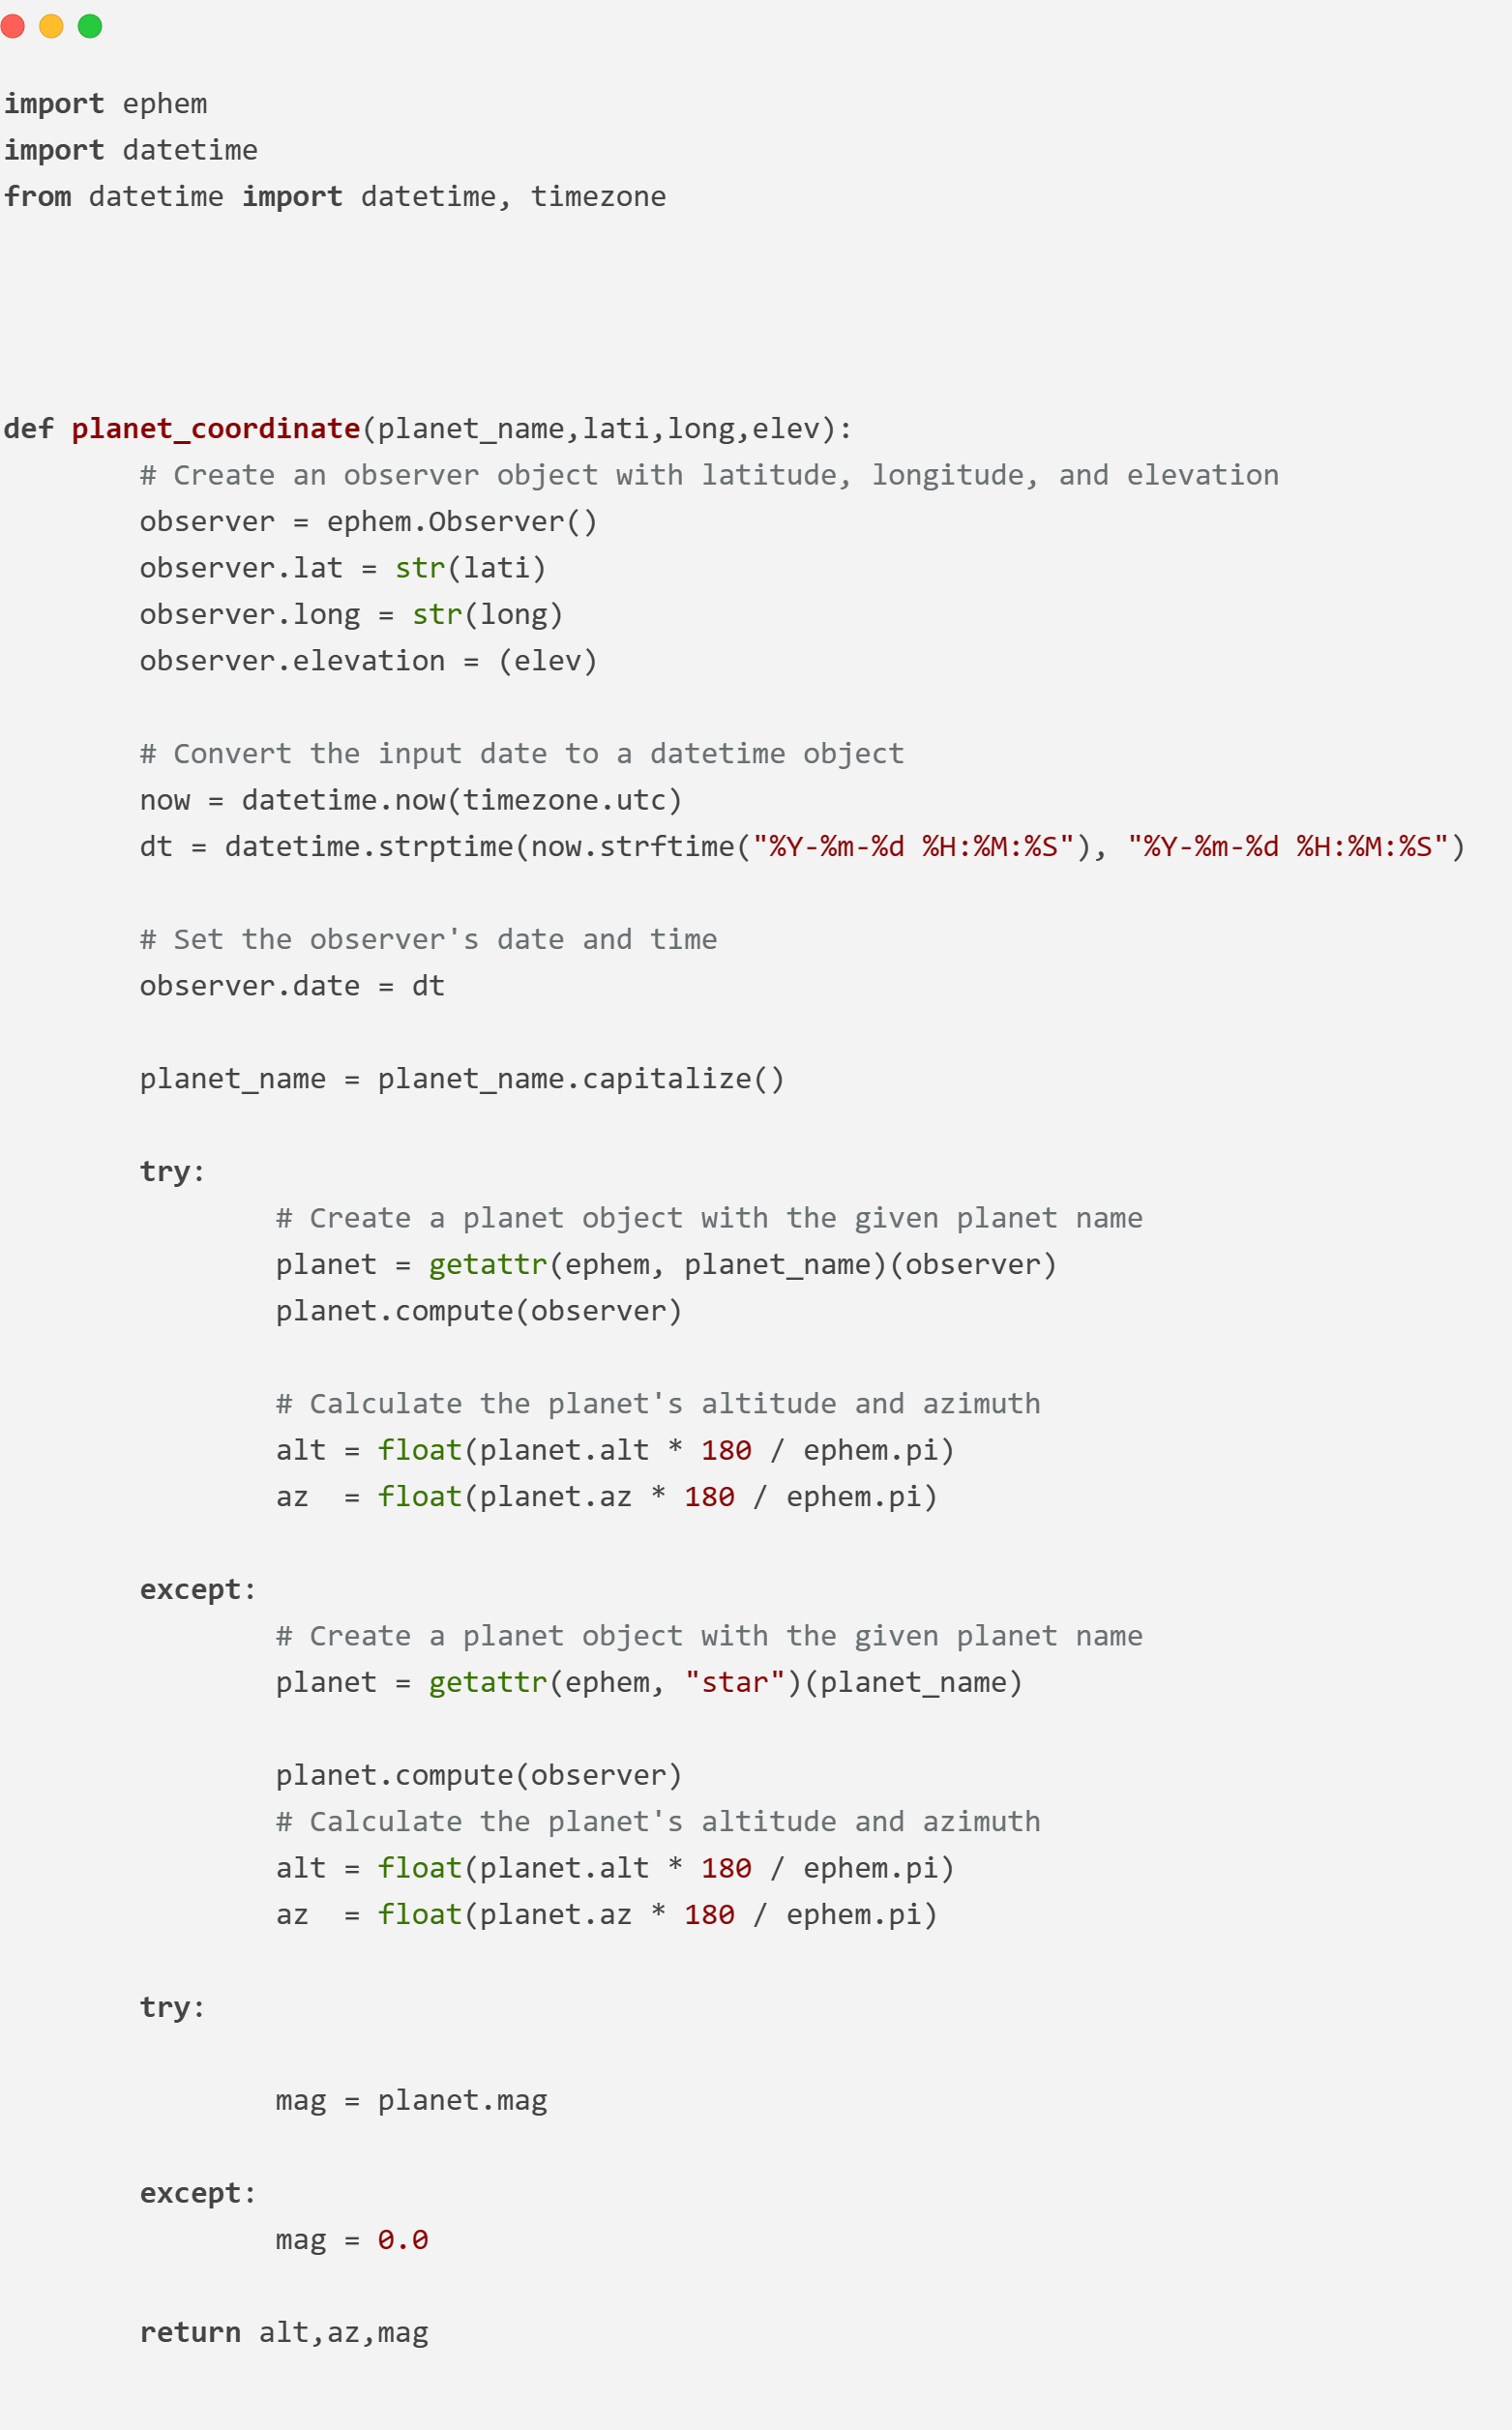 import ephem
import datetime
from datetime import datetime, timezone
def planet_coordinate(planet_name,lati,long,elev):
        # Create an observer object with latitude, longitude, and elevation
        observer = ephem.Observer()
        observer.lat = str(lati)
        observer.long = str(long)
        observer.elevation = (elev)
        # Convert the input date to a datetime object
        now = datetime.now(timezone.utc)
        dt = datetime.strptime(now.strftime("%Y-%m-%d %H:%M:%S"), "%Y-%m-%d %H:%M:%S")
        # Set the observer's date and time
        observer.date = dt
        planet_name = planet_name.capitalize()
        try:
                # Create a planet object with the given planet name
                planet = getattr(ephem, planet_name)(observer)
                planet.compute(observer)
                # Calculate the planet's altitude and azimuth
                alt = float(planet.alt * 180 / ephem.pi)
                az  = float(planet.az * 180 / ephem.pi)
        except:
                # Create a planet object with the given planet name
                planet = getattr(ephem, "star")(planet_name)
                planet.compute(observer)
                # Calculate the planet's altitude and azimuth
                alt = float(planet.alt * 180 / ephem.pi)
                az  = float(planet.az * 180 / ephem.pi)
        try:
                mag = planet.mag
        except:
                mag = 0.0
        return alt,az,mag